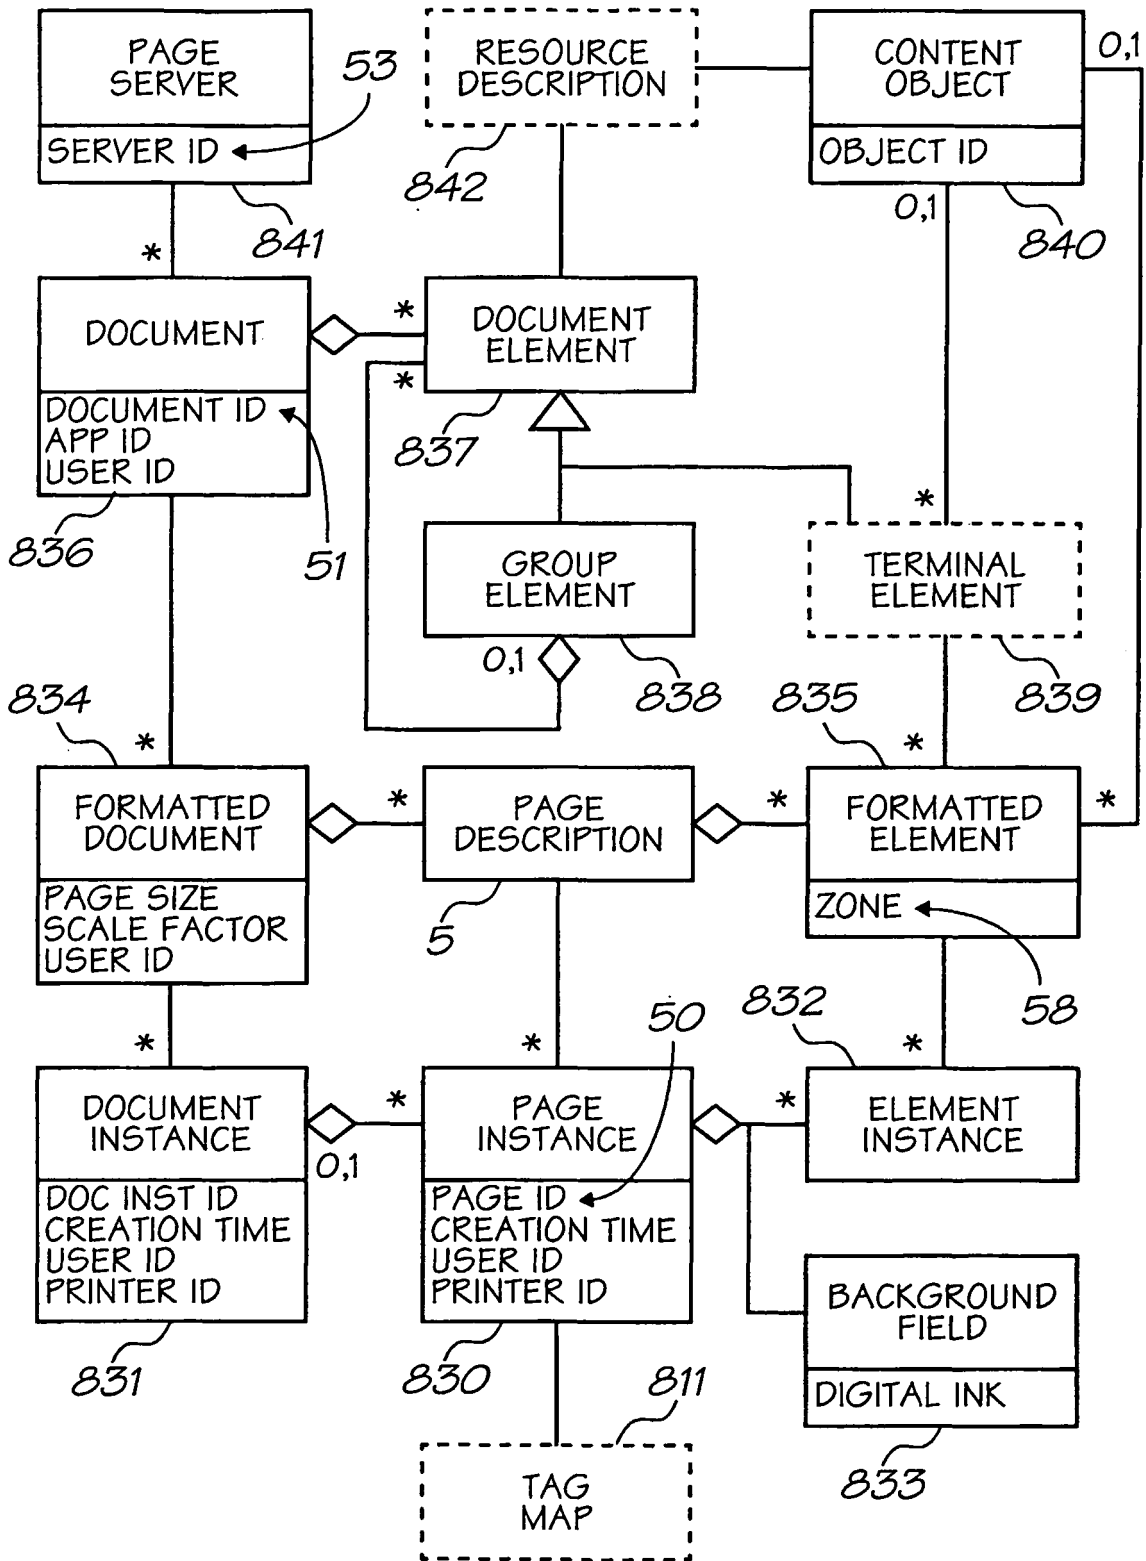 PAGE
SERVER
SERVER ID
53
841
RESOURCE
DESCRIPTION
842
CONTENT
OBJECT
OBJECT ID
0,1
0,1
840
*
DOCUMENT
DOCUMENT ID
APP ID
USER ID
836
51
*
*
DOCUMENT
ELEMENT
837
GROUP
ELEMENT
0,1
838
*
TERMINAL
ELEMENT
839
834
*
FORMATTED
DOCUMENT
PAGE SIZE
SCALE FACTOR
USER ID
*
PAGE
DESCRIPTION
5
835
*
*
*
FORMATTED
ELEMENT
ZONE
58
*
DOCUMENT
INSTANCE
0,1
DOC INST ID
CREATION TIME
USER ID
PRINTER ID
831
*
*
50
PAGE
INSTANCE
PAGE ID
CREATION TIME
USER ID
PRINTER ID
830
832
*
*
ELEMENT
INSTANCE
BACKGROUND
FIELD
DIGITAL INK
833
811
TAG
MAP